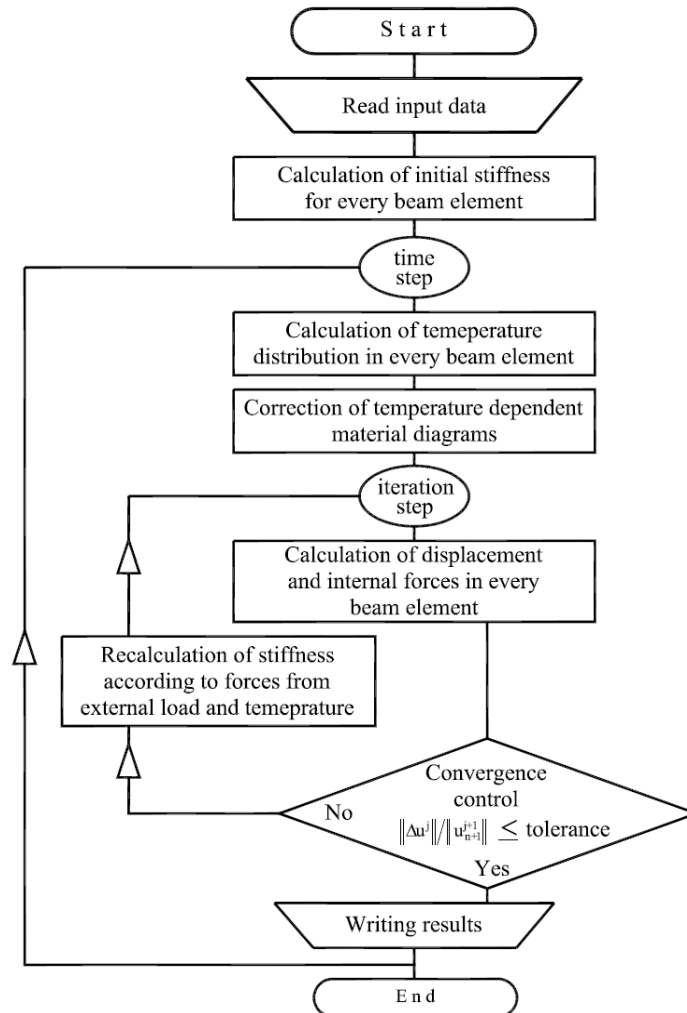 Start
Read input data
Calculation of initial stiffness
for every beam element
time
step
Calculation of temeperature
distribution in every beam element
Correction of temperature dependent
material diagrams
iteration
step
Calculation of displacement
and internal forces in every
beam element
Recalculation of stiffness
according to forces from
external load and temeprature
Convergence
control
No
‖Δuʲ‖/‖uʲ⁺¹ₙ₊₁‖ ≤ tolerance
Yes
Writing results
End